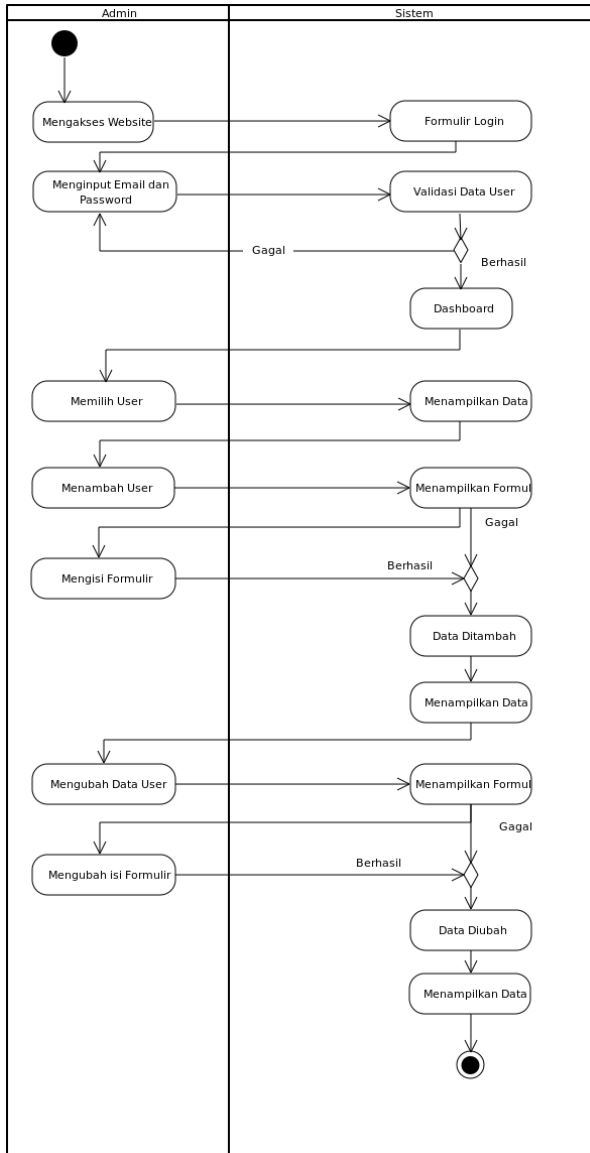 Admin
Sistem
Mengakses Website
Formulir Login
Menginput Email dan
Password
Validasi Data User
Gagal
Berhasil
Dashboard
Memilih User
Menampilkan Data
Menambah User
Menampilkan Formul
Gagal
Mengisi Formulir
Berhasil
Data Ditambah
Menampilkan Data
Mengubah Data User
Menampilkan Formul
Gagal
Mengubah isi Formulir
Berhasil
Data Diubah
Menampilkan Data